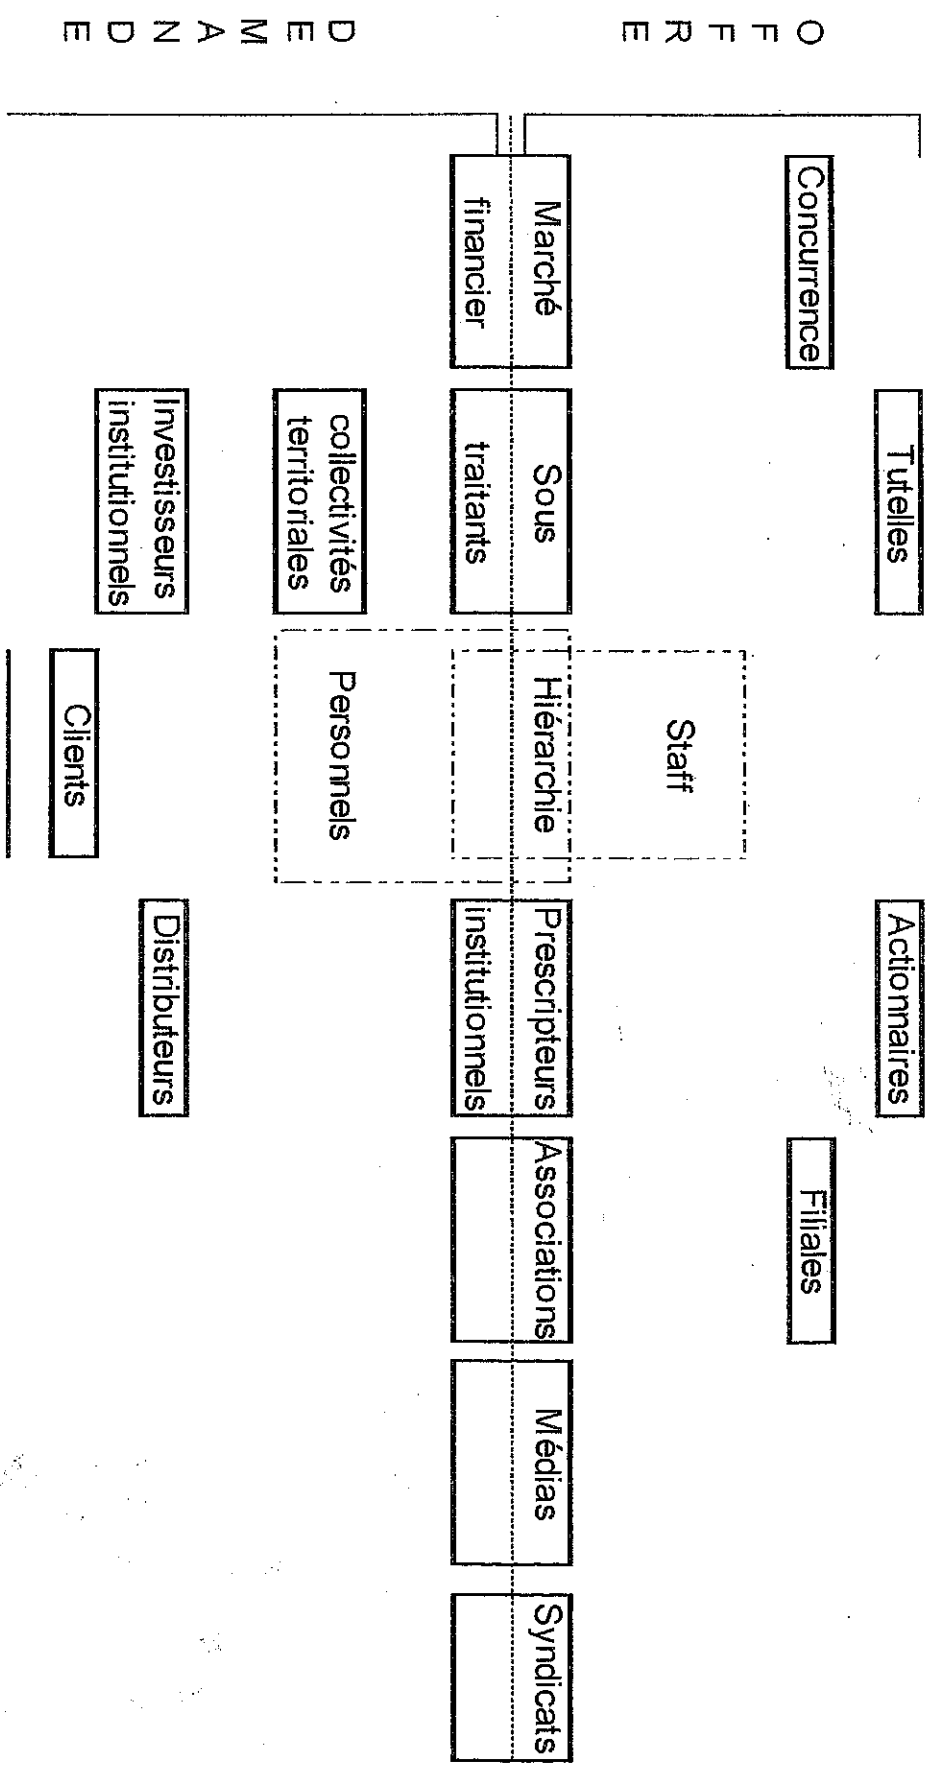 OFFRE
Tutelles
Actionnaires
Concurrence
Filiales
Staff
Marché
financier
Sous
traitants
Hiérarchie
Prescripteurs
institutionnels
Associations
Médias
Syndicats
DEMANDE
collectivités
territoriales
Personnels
Investisseurs
institutionnels
Distributeurs
Clients